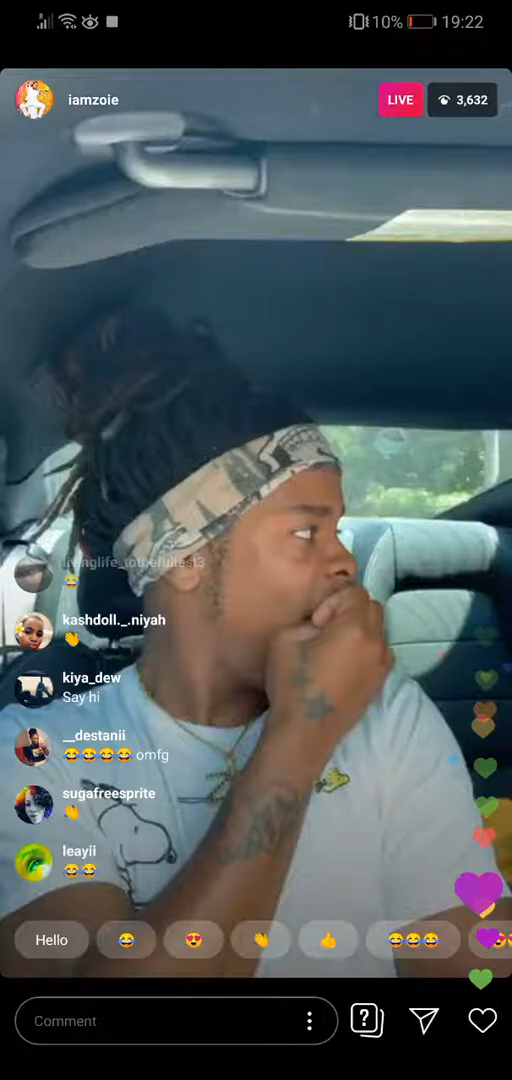 10% 19:22
iamzoie LIVE 3,632
kashdoll._.niyah
👏
kiya_dew
Say hi
__destanii
😂😂😂😂 omfg
sugafreesprite
👏
leayii
😂😂
Hello 😂 😍 👏 👍 😂😂😂
Comment